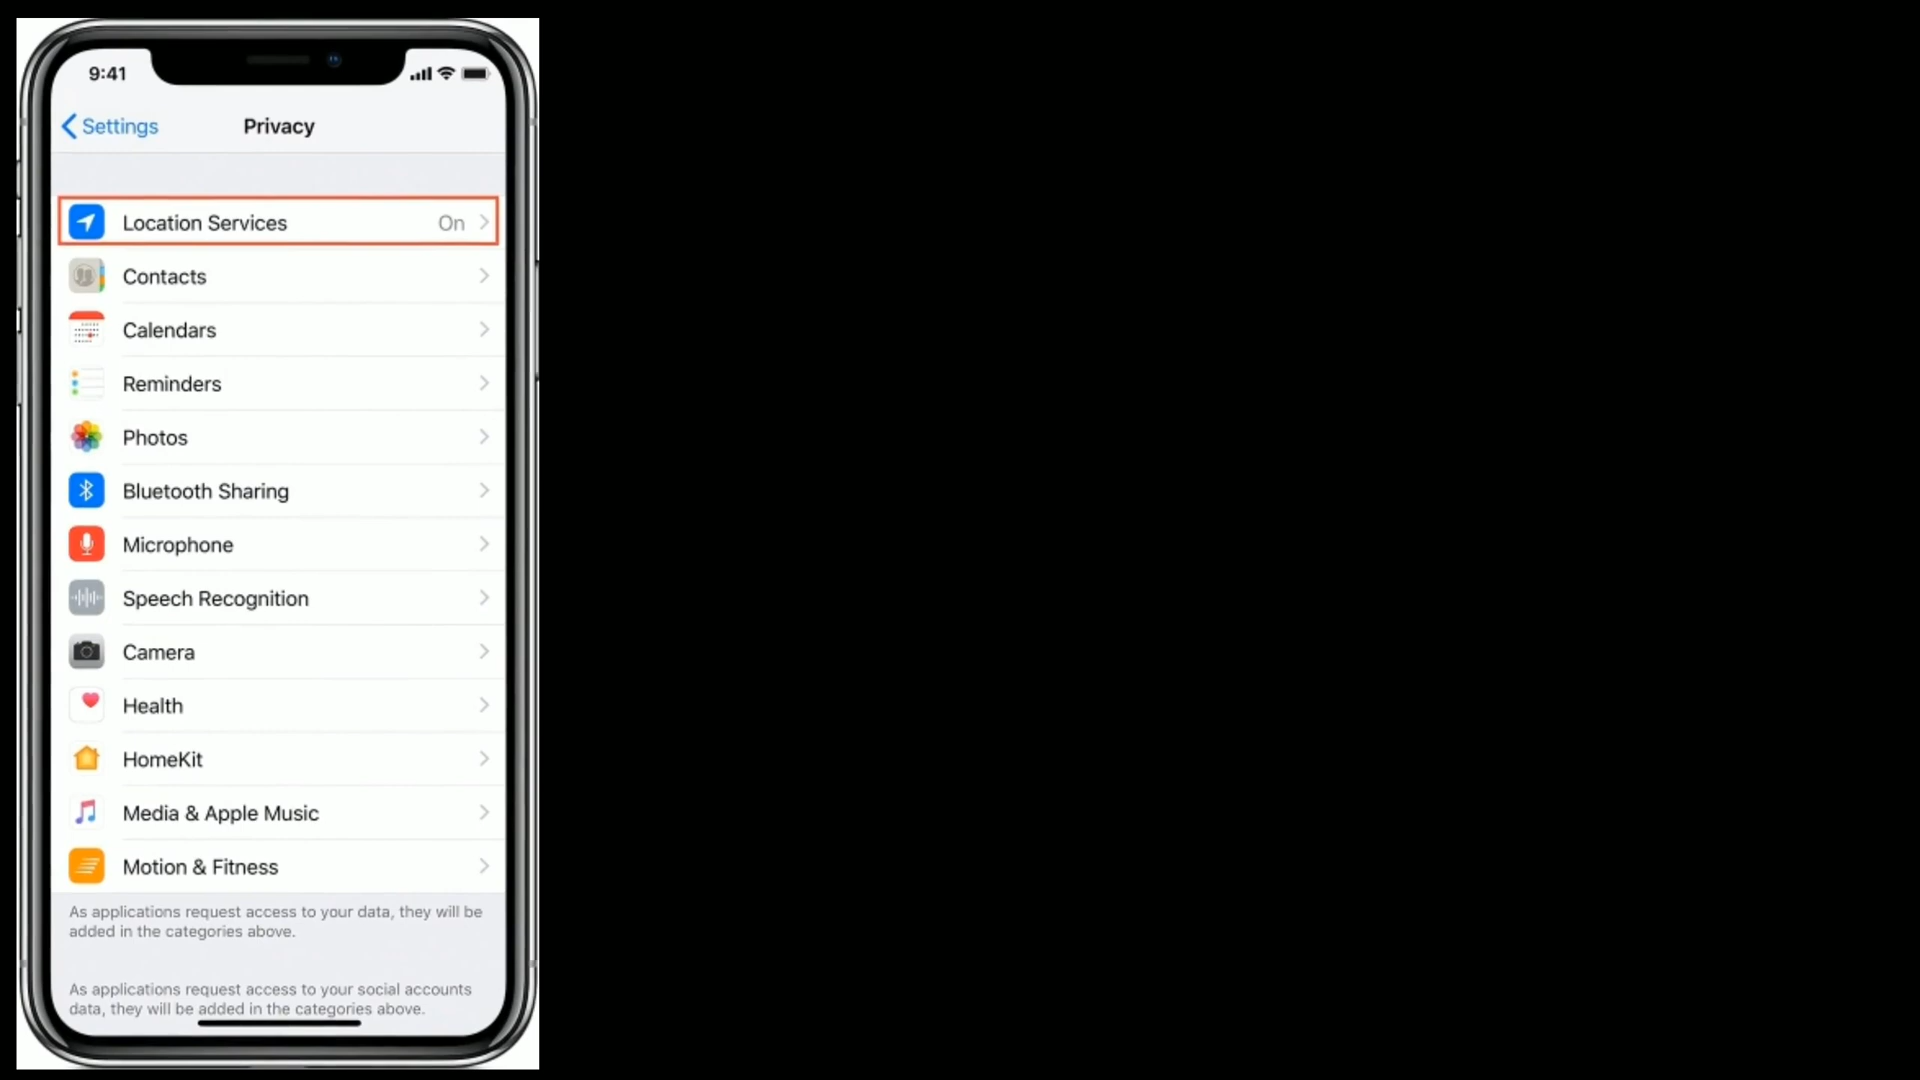 9:41
Settings
Privacy
Location Services On
Contacts
Calendars
Reminders
Photos
Bluetooth Sharing
Microphone
Speech Recognition
Camera
Health
HomeKit
Media & Apple Music
Motion & Fitness
As applications request access to your data, they will be
added in the categories above.
As applications request access to your social accounts
data, they will be added in the categories above.